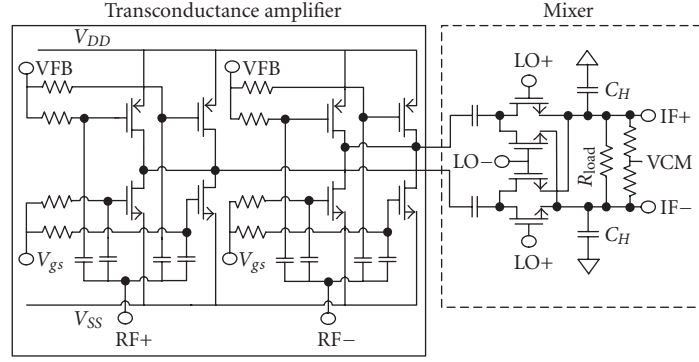 Transconductance amplifier
Mixer
V_DD
VFB
VFB
LO+
C_H
IF+
LO−
R_load
VCM
IF−
V_gs
V_gs
C_H
LO+
V_SS
RF+
RF−